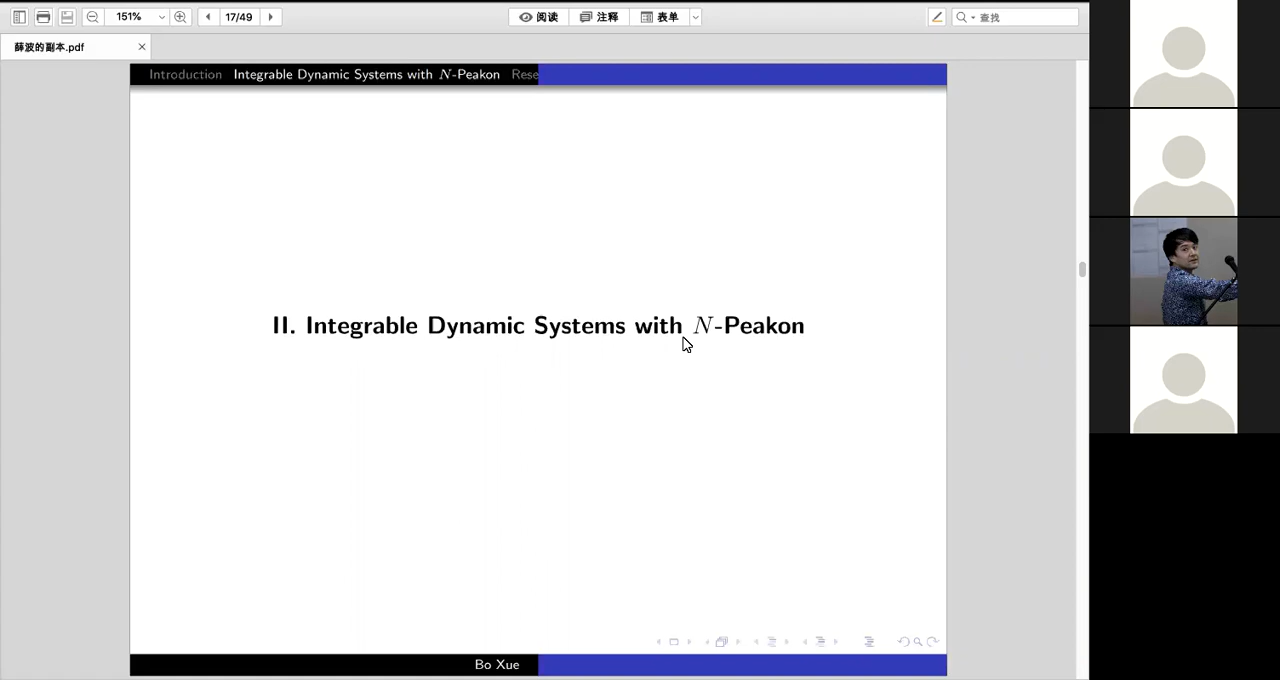 151%
17/49
阅读
注释
表单
查找
薛波的副本.pdf
Introduction Integrable Dynamic Systems with N-Peakon Rese
II. Integrable Dynamic Systems with N-Peakon
Bo Xue